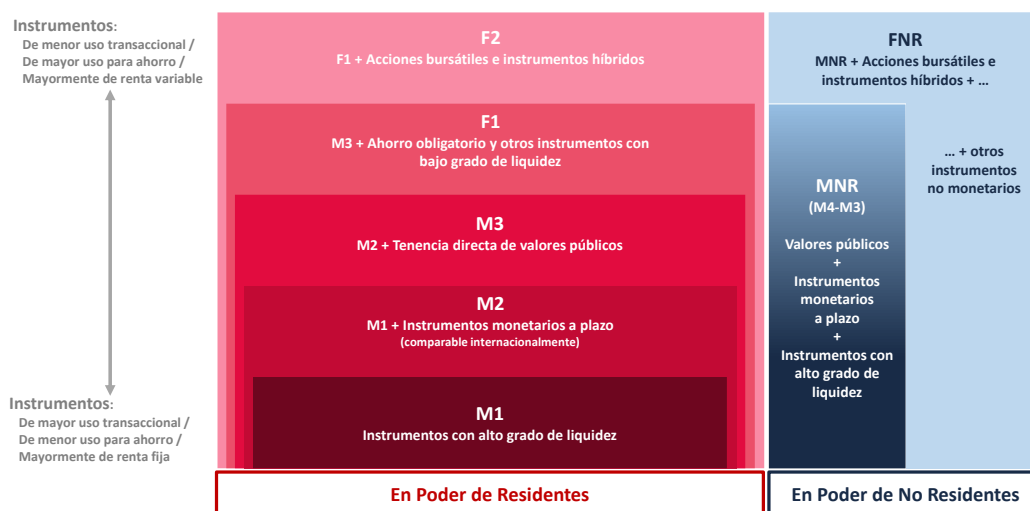 Instrumentos:
De menor uso transaccional /
De mayor uso para ahorro /
Mayormente de renta variable
Instrumentos:
De mayor uso transaccional /
De menor uso para ahorro /
Mayormente de renta fija
F2
F1 + Acciones bursátiles e instrumentos híbridos
F1
M3 + Ahorro obligatorio y otros instrumentos con
bajo grado de liquidez
M3
M2 + Tenencia directa de valores públicos
M2
M1 + Instrumentos monetarios a plazo
(comparable internacionalmente)
M1
Instrumentos con alto grado de liquidez
En Poder de Residentes
FNR
MNR + Acciones bursátiles e
instrumentos híbridos + ...
... + otros
instrumentos
no monetarios
MNR
(M4-M3)
Valores públicos
+
Instrumentos
monetarios
a plazo
+
Instrumentos con
alto grado de
liquidez
En Poder de No Residentes